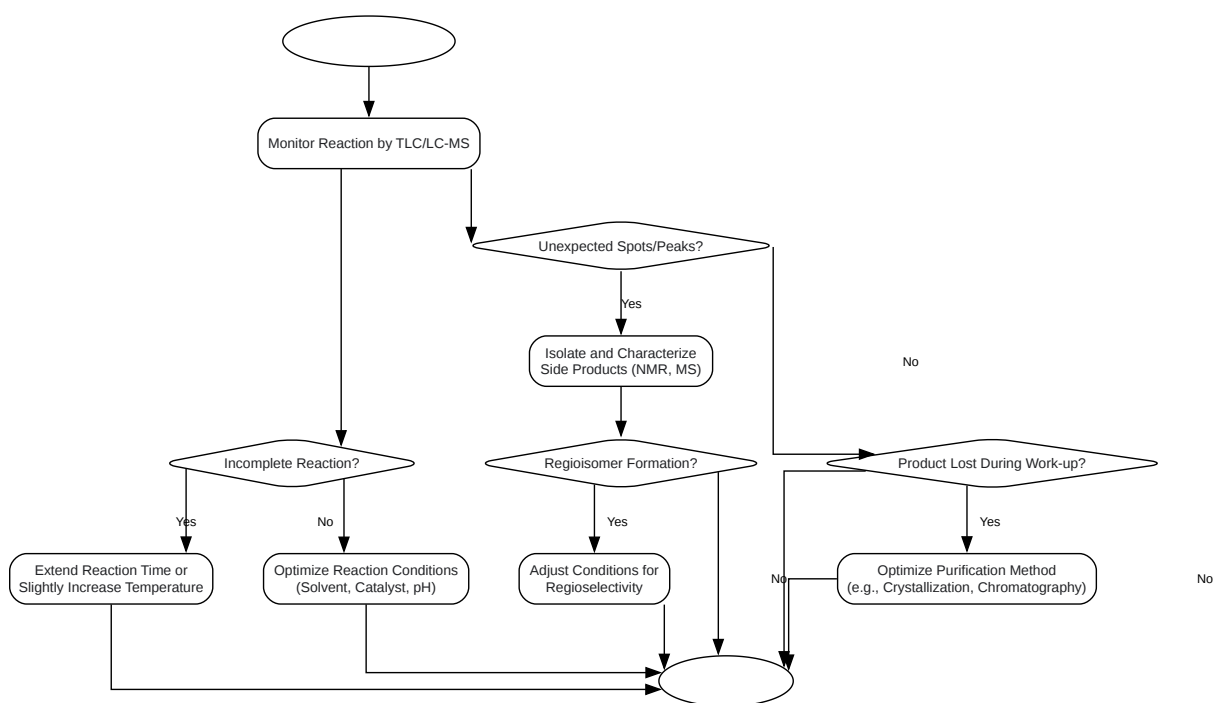 Monitor Reaction by TLC/LC-MS
Unexpected Spots/Peaks?
Yes
Isolate and Characterize
Side Products (NMR, MS)
No
Incomplete Reaction?
Regioisomer Formation?
Product Lost During Work-up?
Yes
No
Yes
Yes
Extend Reaction Time or
Slightly Increase Temperature
Optimize Reaction Conditions
(Solvent, Catalyst, pH)
Adjust Conditions for
Regioselectivity
No
Optimize Purification Method
(e.g., Crystallization, Chromatography)
No